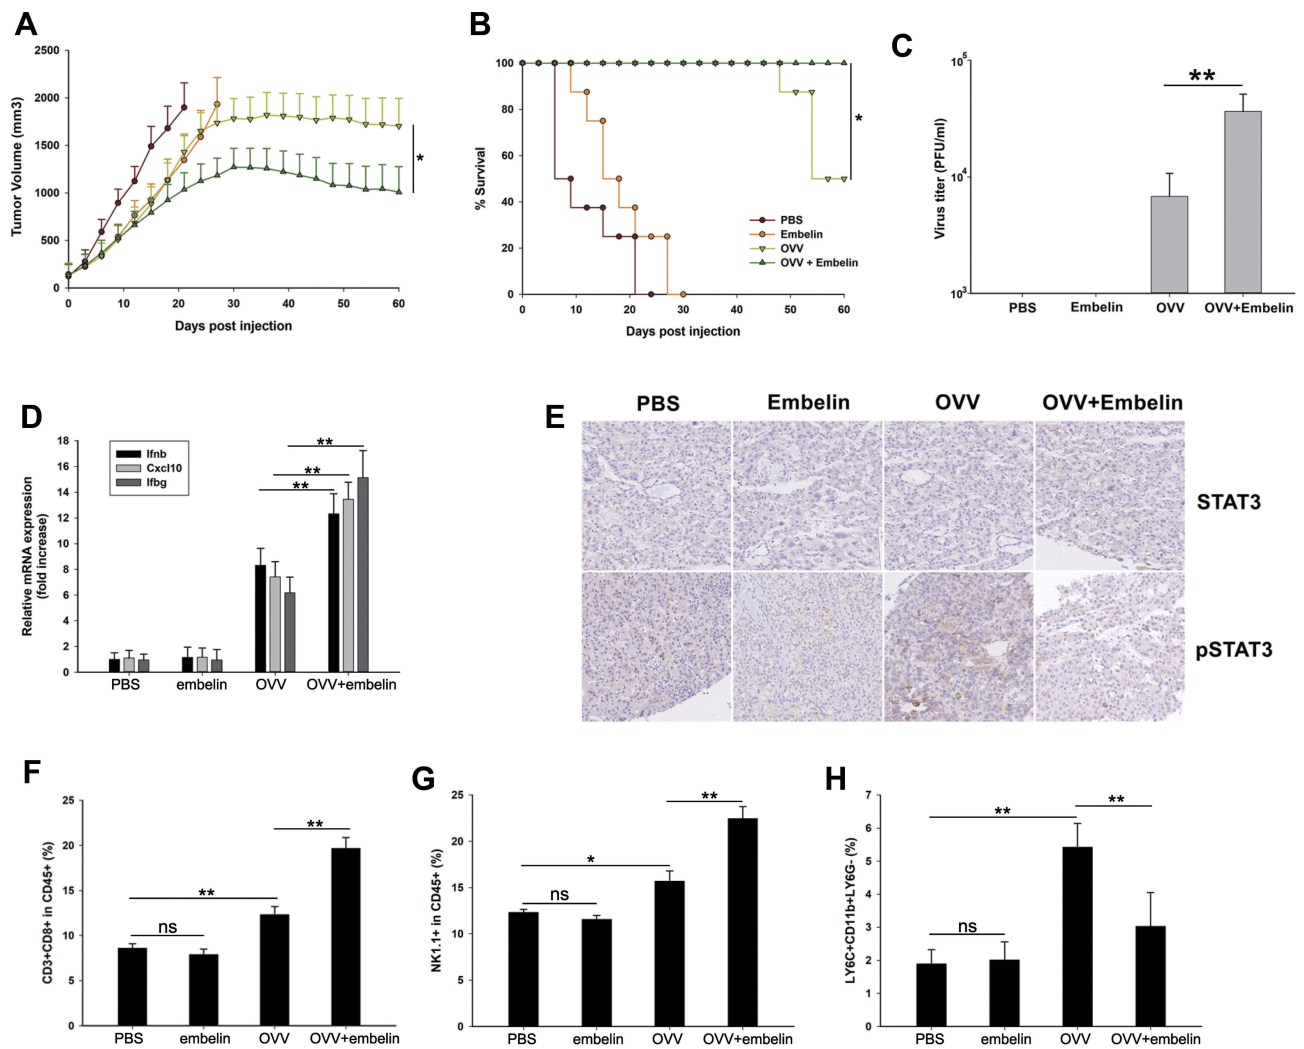 A
Tumor Volume (mm3)
2500
2000
1500
1000
500
0
0 10 20 30 40 50 60
Days post injection
*
B
% Survival
100
80
60
40
20
0
0 10 20 30 40 50 60
Days post injection
PBS
Embelin
OVV
OVV + Embelin
*
C
Virus titer (PFU/ml)
10^5
10^4
10^3
**
PBS Embelin OVV OVV+Embelin
D
Relative mRNA expression
(fold increase)
18
16
14
12
10
8
6
4
2
0
Ifnb
Cxcl10
Ifbg
**
**
**
PBS embelin OVV OVV+embelin
E
PBS Embelin OVV OVV+Embelin
STAT3
pSTAT3
F
CD3+CD8+ in CD45+ (%)
25
20
15
10
5
0
**
**
ns
PBS embelin OVV OVV+embelin
G
NK1.1+ in CD45+ (%)
25
20
15
10
5
0
**
*
ns
PBS embelin OVV OVV+embelin
H
LY6C+CD11b+LY6G- (%)
7
6
5
4
3
2
1
0
**
**
ns
PBS embelin OVV OVV+embelin